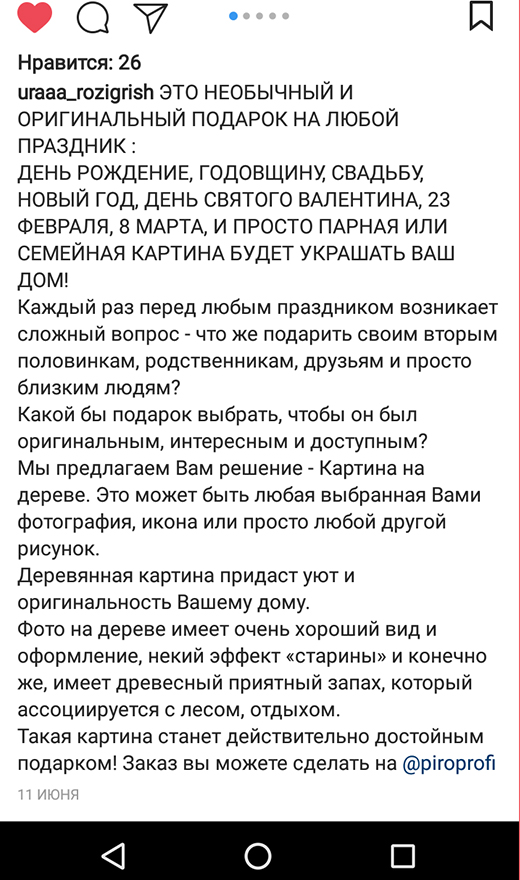 Нравится: 26
uraaa_rozigrish ЭТО НЕОБЫЧНЫЙ И
ОРИГИНАЛЬНЫЙ ПОДАРОК НА ЛЮБОЙ
ПРАЗДНИК :
ДЕНЬ РОЖДЕНИЕ, ГОДОВЩИНУ, СВАДЬБУ,
НОВЫЙ ГОД, ДЕНЬ СВЯТОГО ВАЛЕНТИНА, 23
ФЕВРАЛЯ, 8 МАРТА, И ПРОСТО ПАРНАЯ ИЛИ
СЕМЕЙНАЯ КАРТИНА БУДЕТ УКРАШАТЬ ВАШ
ДОМ!
Каждый раз перед любым праздником возникает
сложный вопрос - что же подарить своим вторым
половинкам, родственникам, друзьям и просто
близким людям?
Какой бы подарок выбрать, чтобы он был
оригинальным, интересным и доступным?
Мы предлагаем Вам решение - Картина на
дереве. Это может быть любая выбранная Вами
фотография, икона или просто любой другой
рисунок.
Деревянная картина придаст уют и
оригинальность Вашему дому.
Фото на дереве имеет очень хороший вид и
оформление, некий эффект «старины» и конечно
же, имеет древесный приятный запах, который
ассоциируется с лесом, отдыхом.
Такая картина станет действительно достойным
подарком! Заказ вы можете сделать на @piroprofi
11 ИЮНЯ